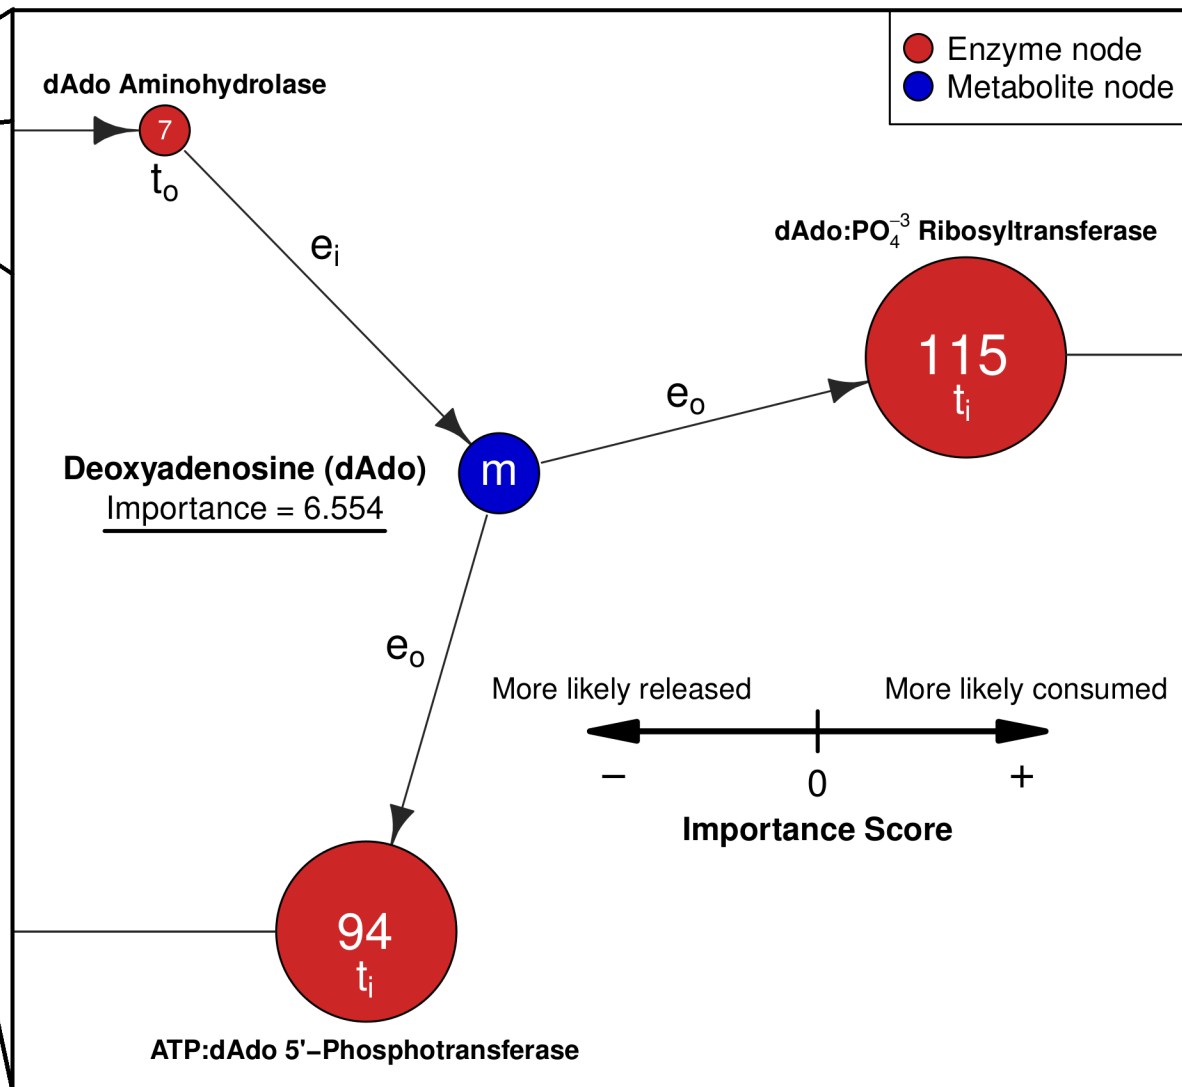 Enzyme node
Metabolite node
dAdo Aminohydrolase
7
to
ei
dAdo:PO4−3 Ribosyltransferase
115
ti
eo
m
Deoxyadenosine (dAdo)
Importance = 6.554
eo
More likely released
More likely consumed
− 0 +
Importance Score
94
ti
ATP:dAdo 5'−Phosphotransferase